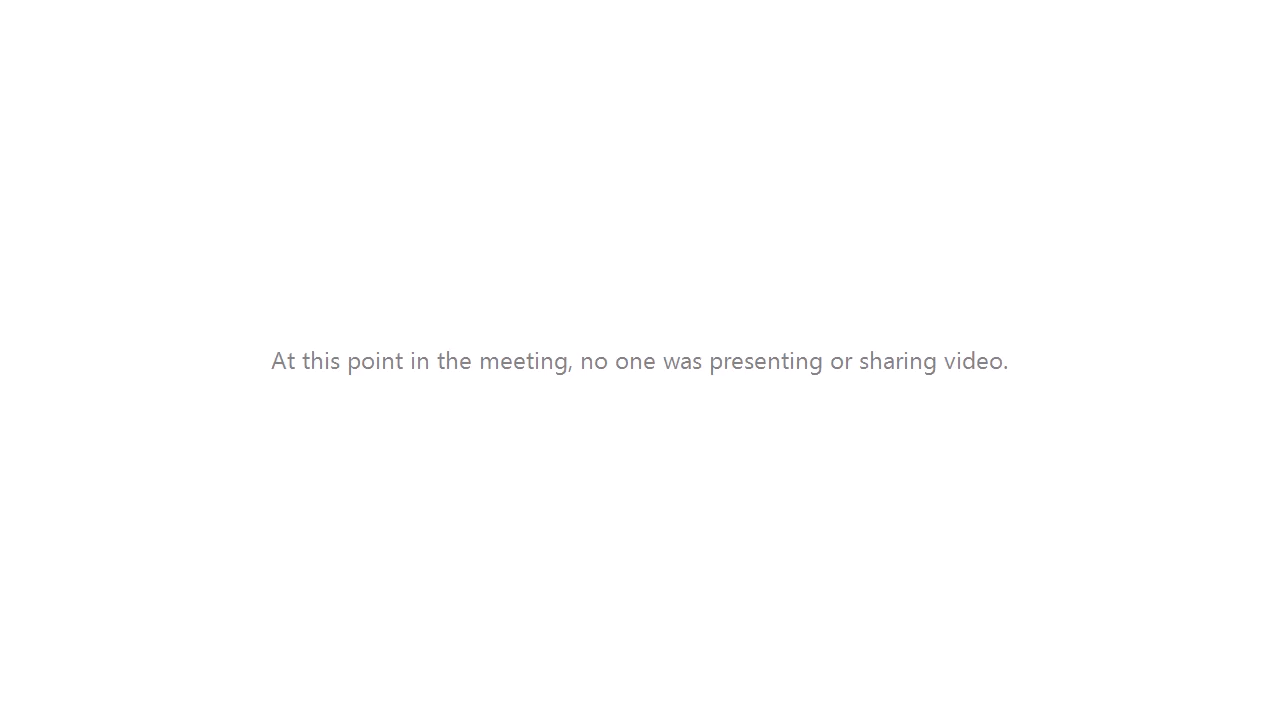 At this point in the meeting, no one was presenting or sharing video.